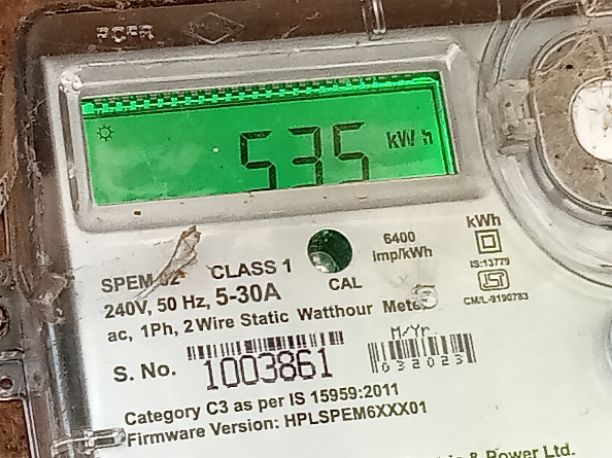 535 kWh
6400
imp/kWh
kWh
IS:13779
CM/L-9190783
CLASS 1
CAL
SPEM
240V, 50 Hz, 5-30A
ac, 1Ph, 2 Wire Static Watthour Meter
M/Yr.
032023
S. No. 1003861
Category C3 as per IS 15959:2011
Firmware Version: HPLSPEM6XXX01
& Power Ltd.